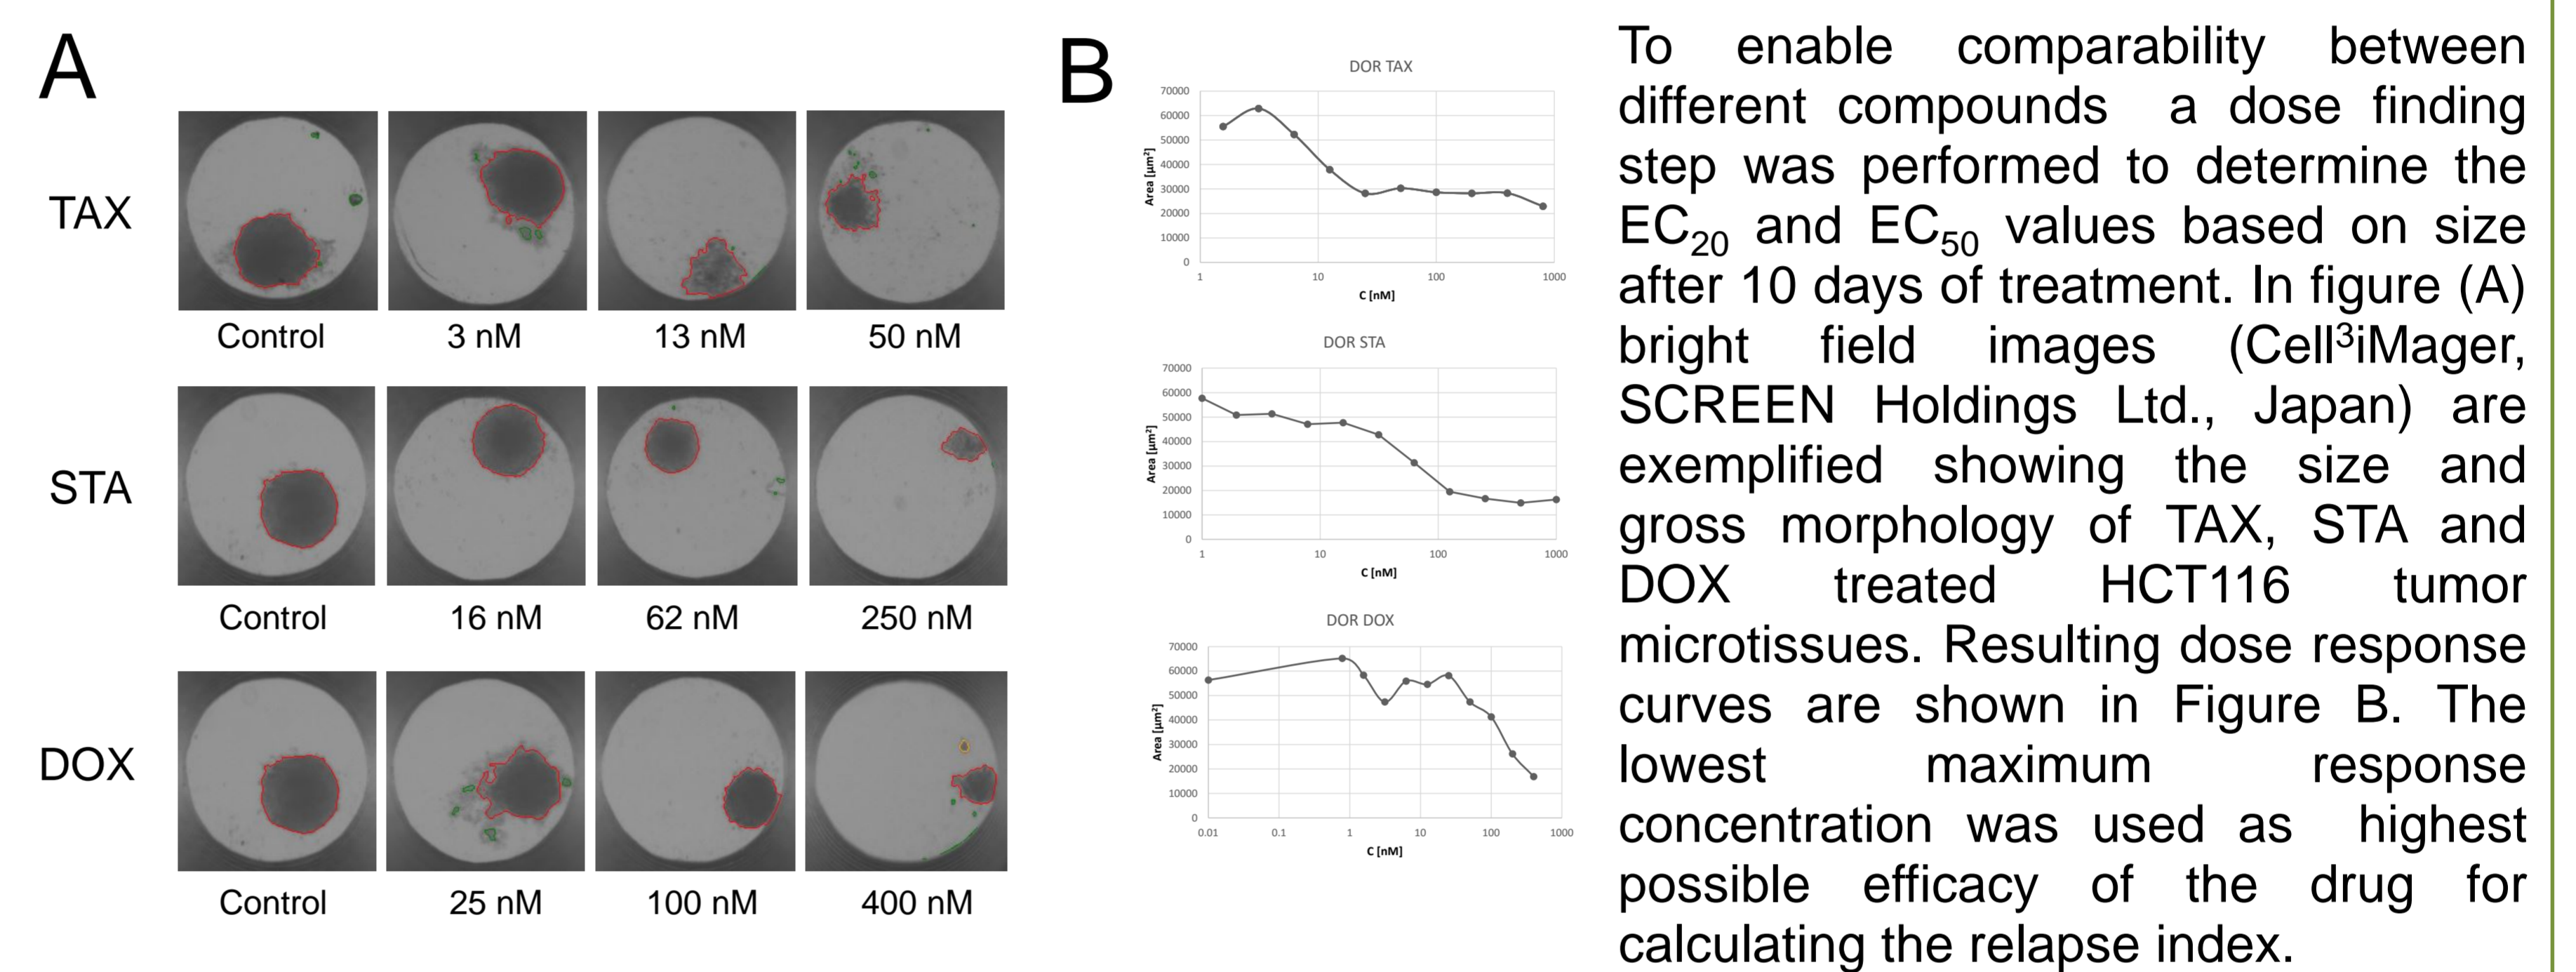 A
TAX
Control
3 nM
13 nM
50 nM
STA
Control
16 nM
62 nM
250 nM
DOX
Control
25 nM
100 nM
400 nM
B
DOR TAX
70000
60000
50000
40000
30000
20000
10000
0
Area [µm²]
1 10 100 1000
C [nM]
DOR STA
70000
60000
50000
40000
30000
20000
10000
0
Area [µm²]
1 10 100 1000
C [nM]
DOR DOX
70000
60000
50000
40000
30000
20000
10000
0
Area [µm²]
0.01 0.1 1 10 100 1000
C [nM]
To enable comparability between
different compounds a dose finding
step was performed to determine the
EC20 and EC50 values based on size
after 10 days of treatment. In figure (A)
bright field images (Cell³iMager,
SCREEN Holdings Ltd., Japan) are
exemplified showing the size and
gross morphology of TAX, STA and
DOX treated HCT116 tumor
microtissues. Resulting dose response
curves are shown in Figure B. The
lowest maximum response
concentration was used as highest
possible efficacy of the drug for
calculating the relapse index.